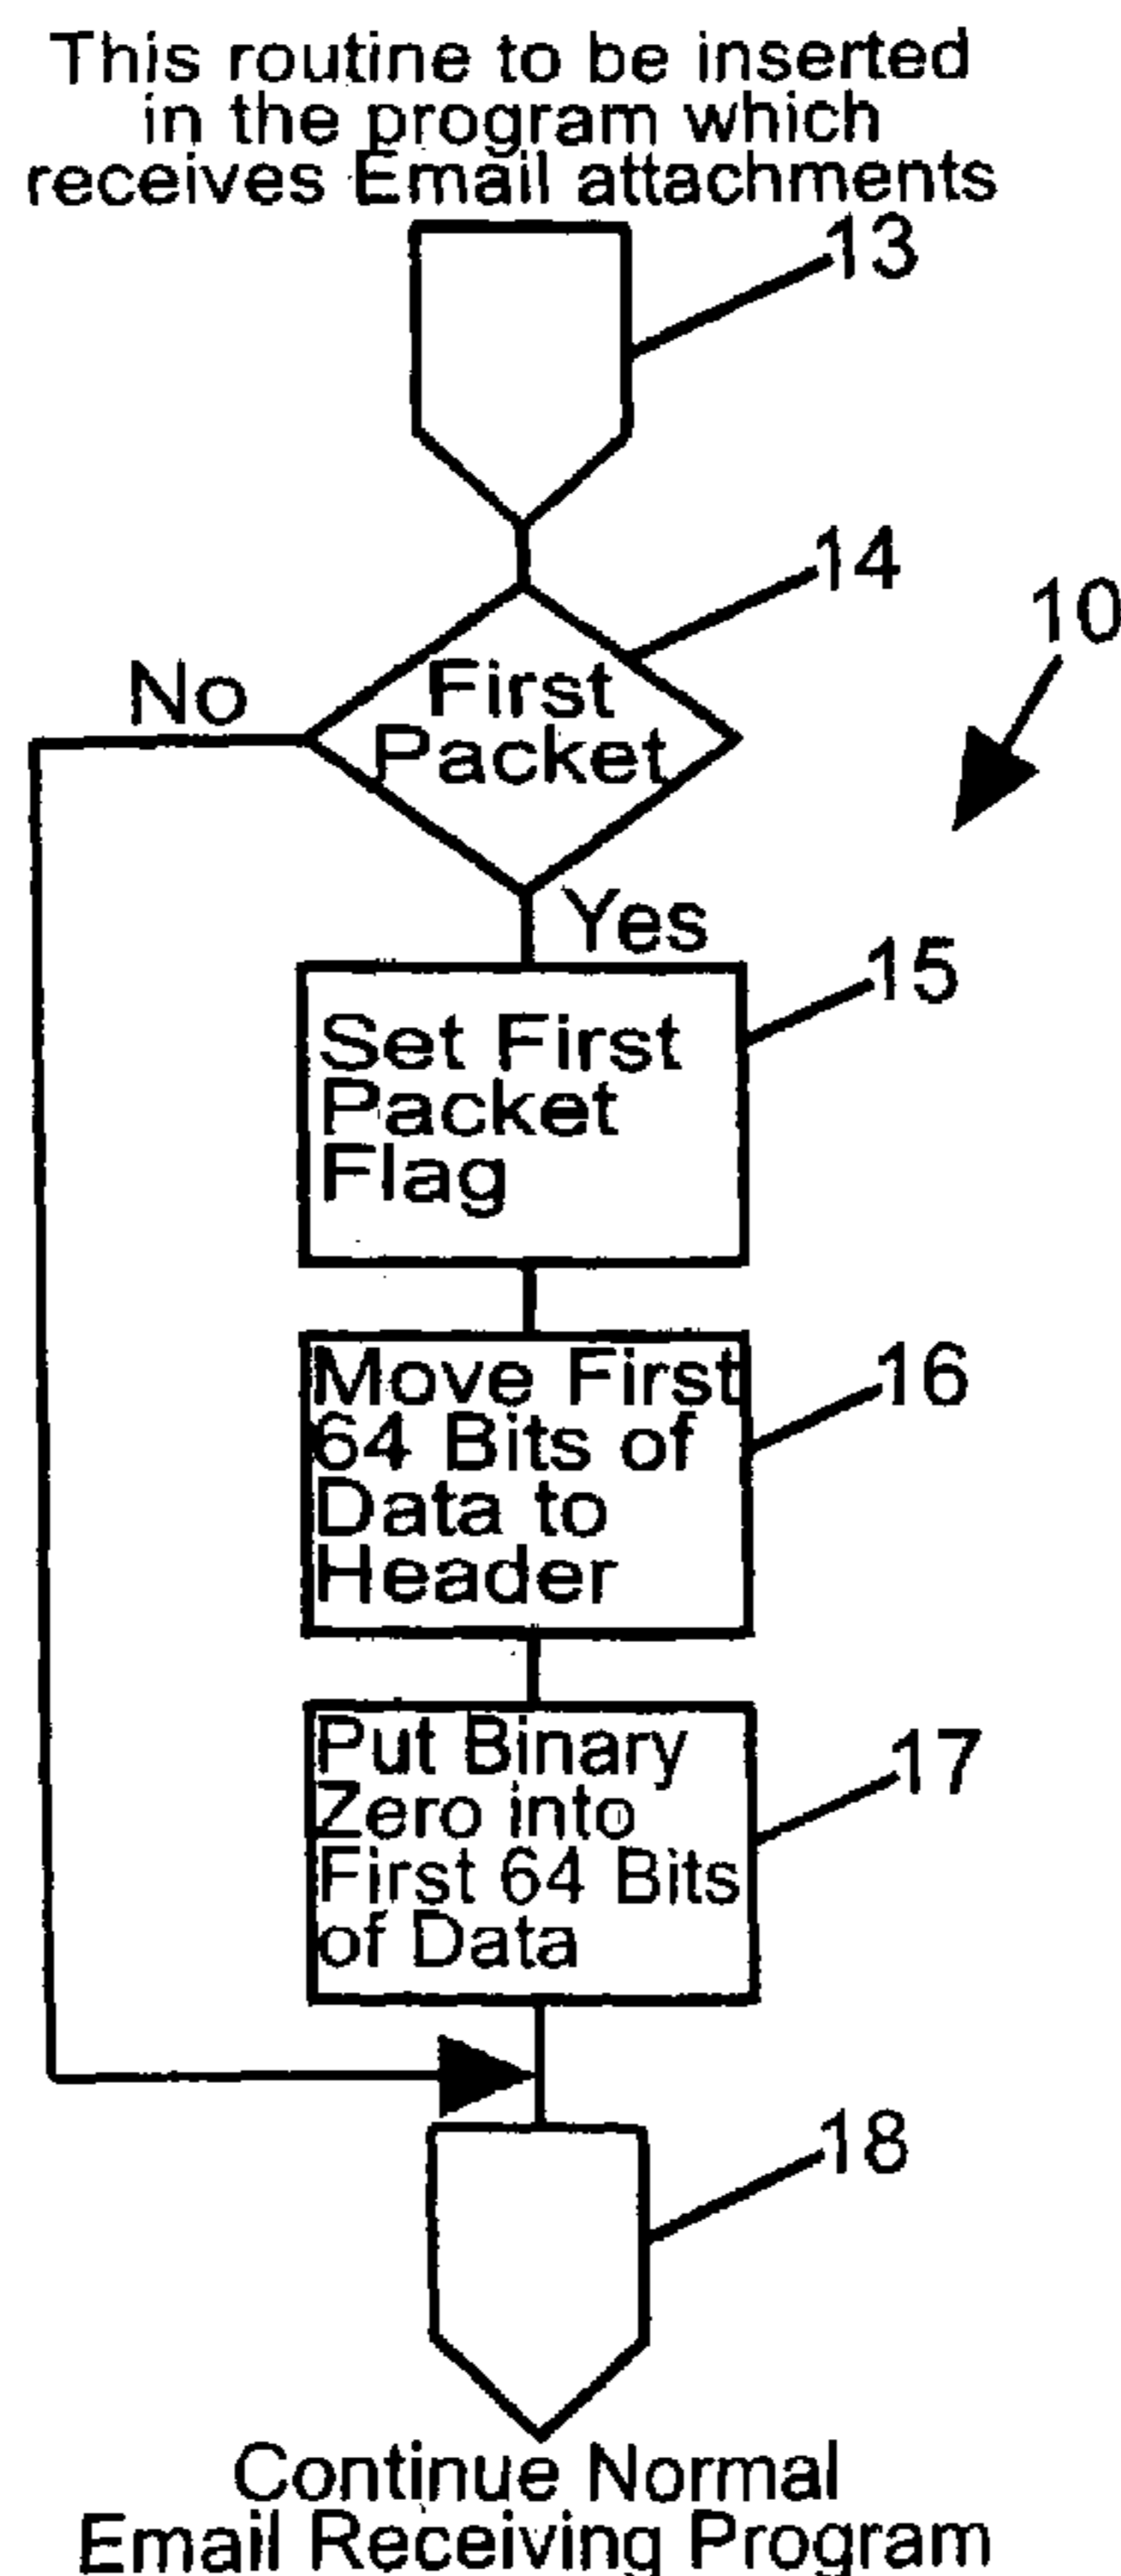 This routine to be inserted
in the program which
receives Email attachments
13
14
10
No
First
Packet
Yes
15
Set First
Packet
Flag
16
Move First
64 Bits of
Data to
Header
17
Put Binary
Zero into
First 64 Bits
of Data
18
Continue Normal
Email Receiving Program